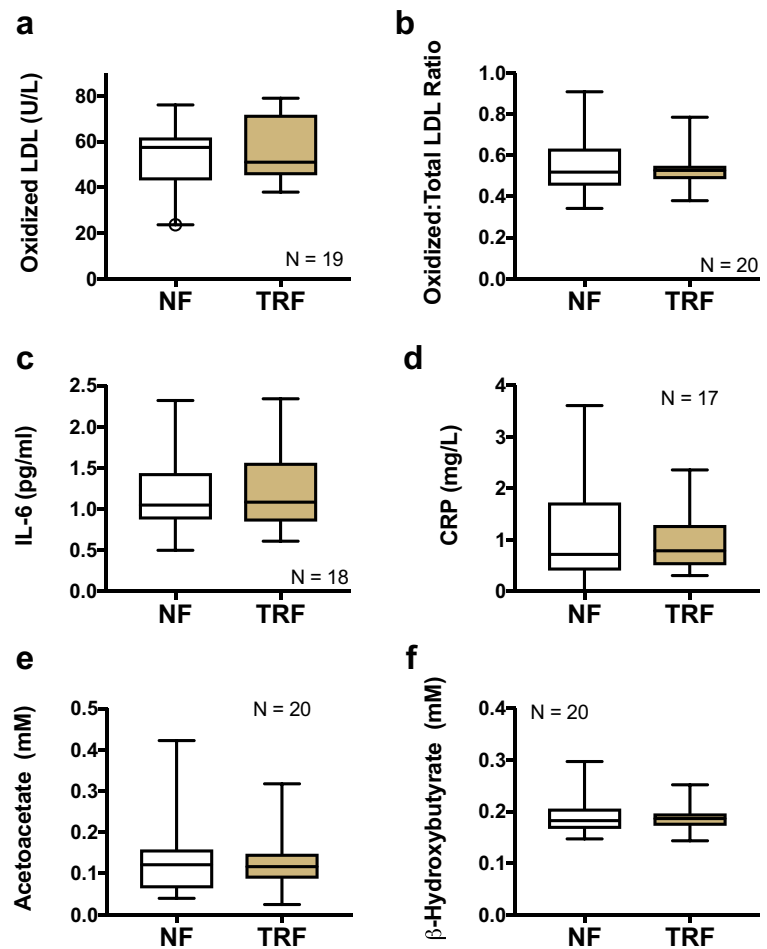 a
Oxidized LDL (U/L)
80
60
40
20
0
N = 19
NF TRF
b
Oxidized:Total LDL Ratio
1.0
0.8
0.6
0.4
0.2
0.0
N = 20
NF TRF
c
IL-6 (pg/ml)
2.5
2.0
1.5
1.0
0.5
0.0
N = 18
NF TRF
d
CRP (mg/L)
4
3
2
1
0
N = 17
NF TRF
e
Acetoacetate (mM)
0.5
0.4
0.3
0.2
0.1
0.0
N = 20
NF TRF
f
β-Hydroxybutyrate (mM)
0.4
0.3
0.2
0.1
0.0
N = 20
NF TRF